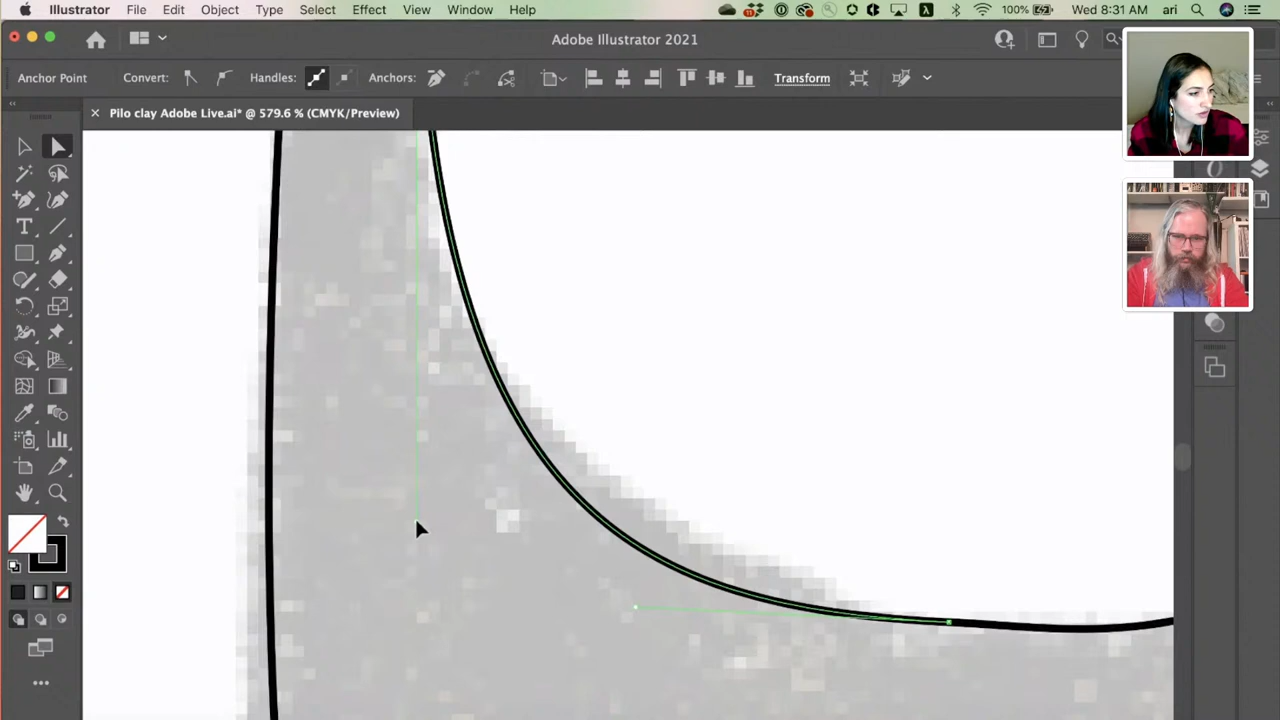 Illustrator File Edit Object Type Select Effect View Window Help 11 100% Wed 8:31 AM ari
Adobe Illustrator 2021
Anchor Point Convert: Handles: Anchors: Transform
× Pilo clay Adobe Live.ai* @ 579.6 % (CMYK/Preview)